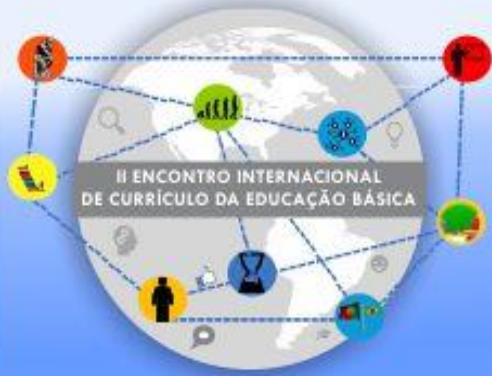 II ENCONTRO INTERNACIONAL
DE CURRÍCULO DA EDUCAÇÃO BÁSICA